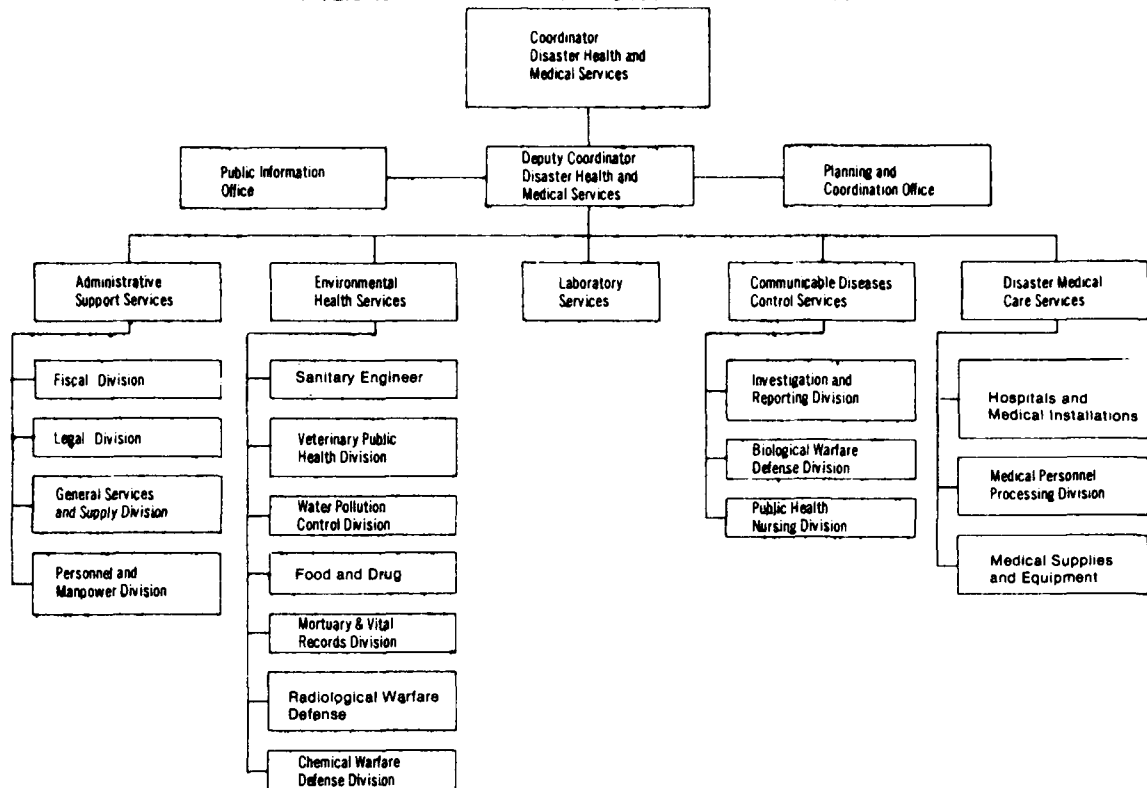 Coordinator
Disaster Health and
Medical Services
Public Information
Office
Deputy Coordinator
Disaster Health and
Medical Services
Planning and
Coordination Office
Administrative
Support Services
Environmental
Health Services
Laboratory
Services
Communicable Diseases
Control Services
Disaster Medical
Care Services
Fiscal Division
Legal Division
General Services
and Supply Division
Personnel and
Manpower Division
Sanitary Engineer
Veterinary Public
Health Division
Water Pollution
Control Division
Food and Drug
Mortuary & Vital
Records Division
Radiological Warfare
Defense
Chemical Warfare
Defense Division
Investigation and
Reporting Division
Biological Warfare
Defense Division
Public Health
Nursing Division
Hospitals and
Medical Installations
Medical Personnel
Processing Division
Medical Supplies
and Equipment